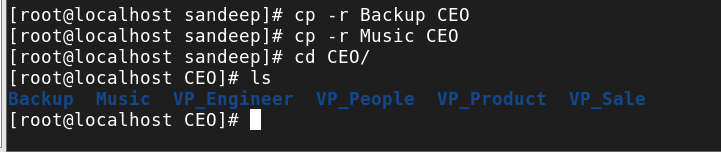 [root@localhost sandeep]# cp -r Backup CEO
[root@localhost sandeep]# cp -r Music CEO
[root@localhost sandeep]# cd CEO/
[root@localhost CEO]# ls
Backup  Music  VP_Engineer  VP_People  VP_Product  VP_Sale
[root@localhost CEO]#